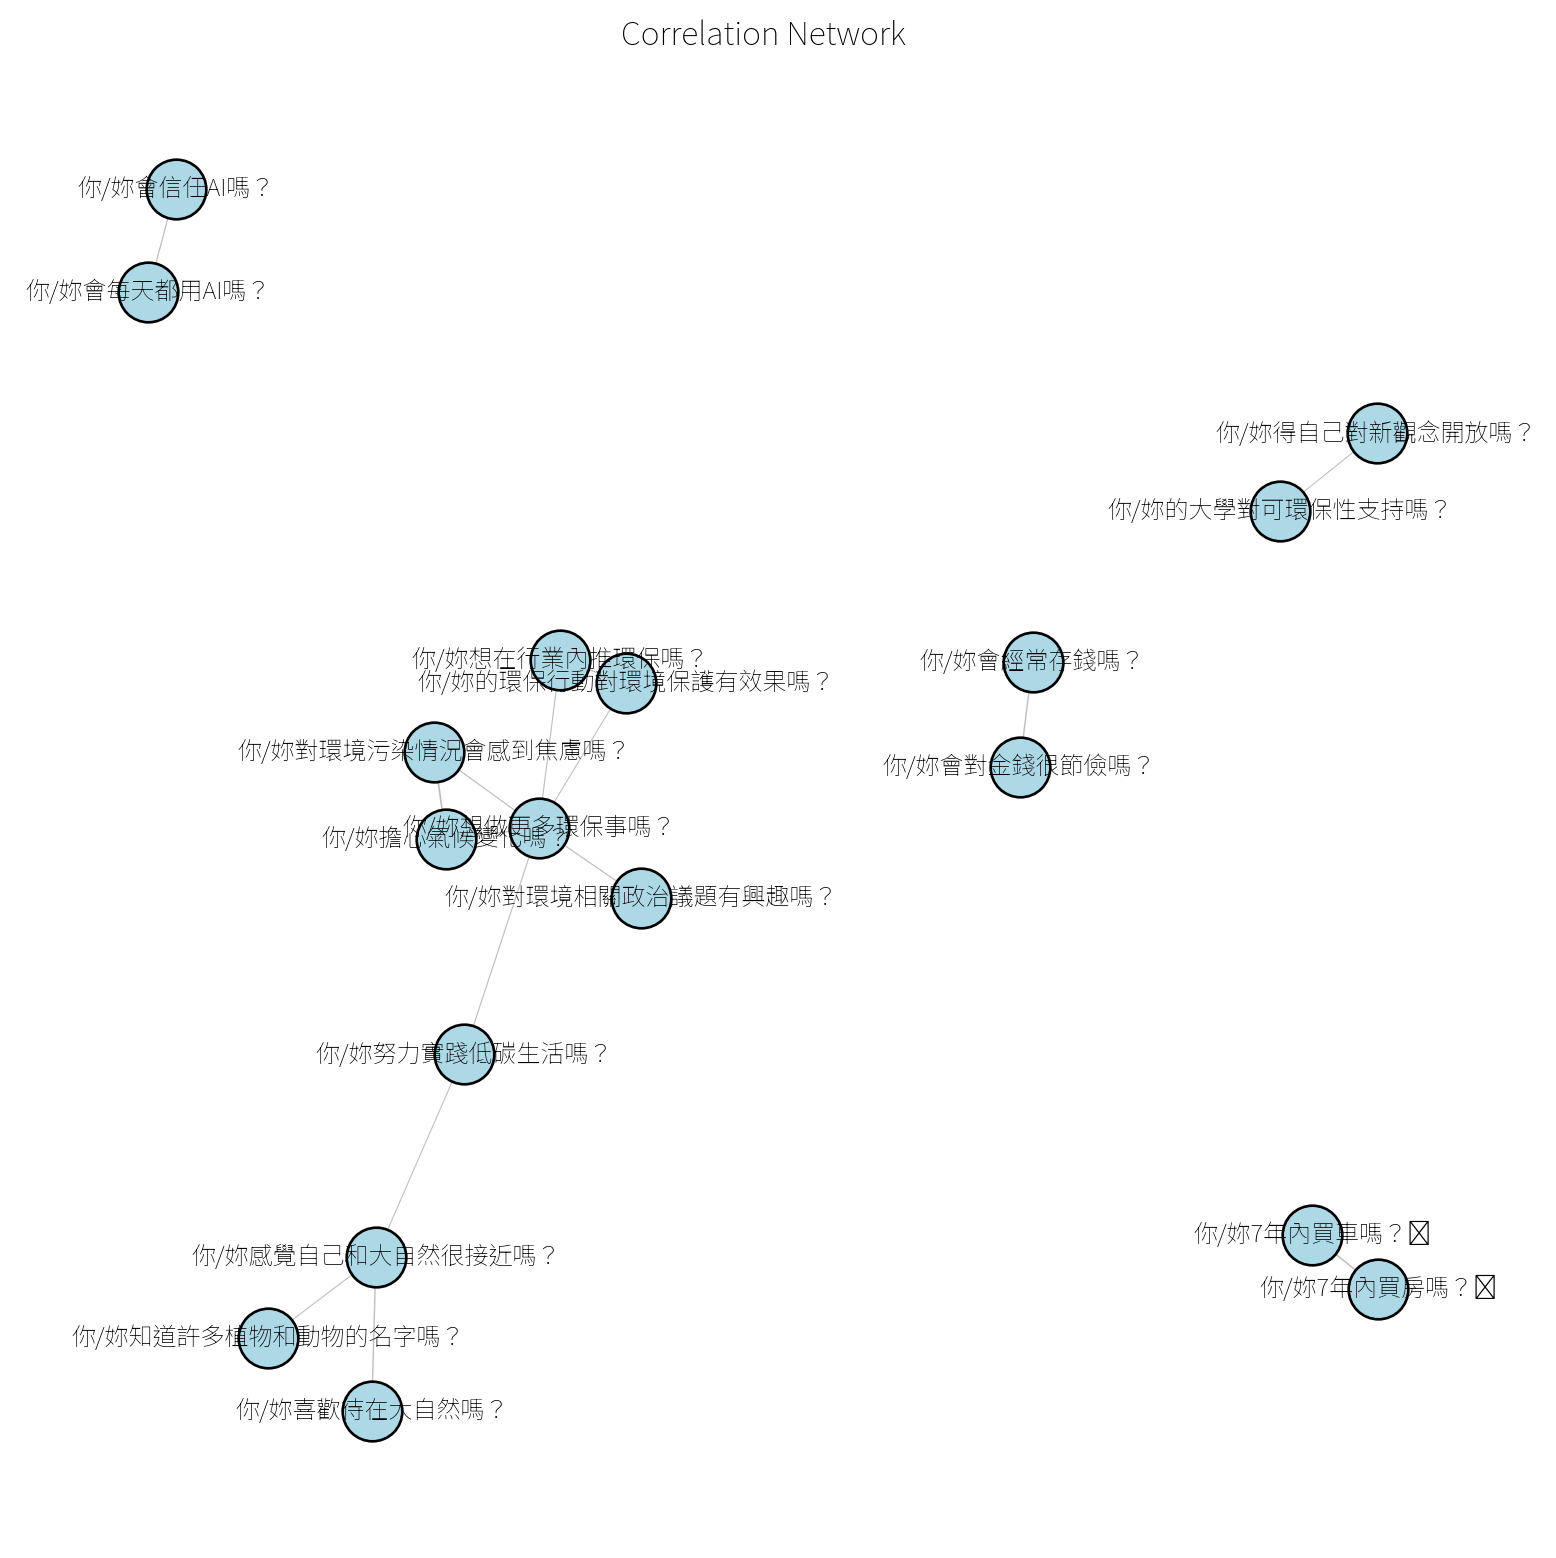 Correlation Network
你/妳會信任AI嗎？
你/妳會每天都用AI嗎？
你/妳得自己對新觀念開放嗎？
你/妳的大學對可環保性支持嗎？
你/妳想在行業內推環保嗎？
你/妳的環保行動對環境保護有效果嗎？
你/妳會經常存錢嗎？
你/妳對環境污染情況會感到焦慮嗎？
你/妳會對金錢很節儉嗎？
你/妳想做更多環保事嗎？
你/妳擔心氣候變化嗎？
你/妳對環境相關政治議題有興趣嗎？
你/妳努力實踐低碳生活嗎？
你/妳7年內買車嗎？
你/妳感覺自己和大自然很接近嗎？
你/妳7年內買房嗎？
你/妳知道許多植物和動物的名字嗎？
你/妳喜歡待在大自然嗎？